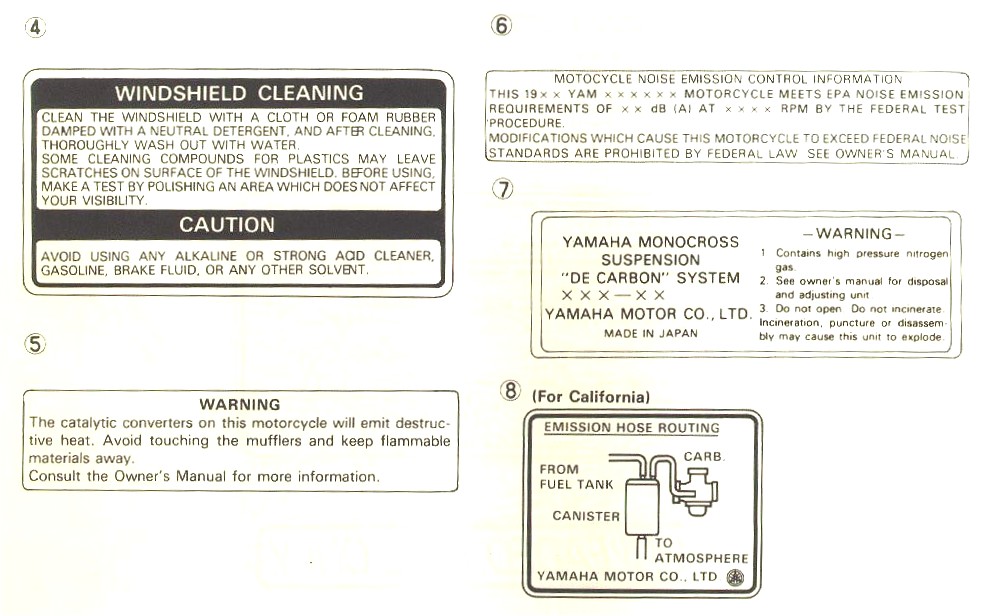 ④
WINDSHIELD CLEANING
CLEAN THE WINDSHIELD WITH A CLOTH OR FOAM RUBBER
DAMPED WITH A NEUTRAL DETERGENT, AND AFTER CLEANING,
THOROUGHLY WASH OUT WITH WATER.
SOME CLEANING COMPOUNDS FOR PLASTICS MAY LEAVE
SCRATCHES ON SURFACE OF THE WINDSHIELD. BEFORE USING,
MAKE A TEST BY POLISHING AN AREA WHICH DOES NOT AFFECT
YOUR VISIBILITY.
CAUTION
AVOID USING ANY ALKALINE OR STRONG ACID CLEANER,
GASOLINE, BRAKE FLUID, OR ANY OTHER SOLVENT.
⑤
WARNING
The catalytic converters on this motorcycle will emit destruc-
tive heat. Avoid touching the mufflers and keep flammable
materials away.
Consult the Owner's Manual for more information.
⑥
MOTOCYCLE NOISE EMISSION CONTROL INFORMATION
THIS 19×× YAM ×××××× MOTORCYCLE MEETS EPA NOISE EMISSION
REQUIREMENTS OF ×× dB (A) AT ×××× RPM BY THE FEDERAL TEST
PROCEDURE.
MODIFICATIONS WHICH CAUSE THIS MOTORCYCLE TO EXCEED FEDERAL NOISE
STANDARDS ARE PROHIBITED BY FEDERAL LAW SEE OWNER'S MANUAL.
⑦
YAMAHA MONOCROSS
SUSPENSION
"DE CARBON" SYSTEM
×××—××
YAMAHA MOTOR CO., LTD.
MADE IN JAPAN
—WARNING—
1 Contains high pressure nitrogen
gas.
2. See owner's manual for disposal
and adjusting unit
3. Do not open Do not incinerate.
Incineration, puncture or disassem-
bly may cause this unit to explode.
⑧ (For California)
EMISSION HOSE ROUTING
CARB.
FROM
FUEL TANK
CANISTER
TO
ATMOSPHERE
YAMAHA MOTOR CO., LTD